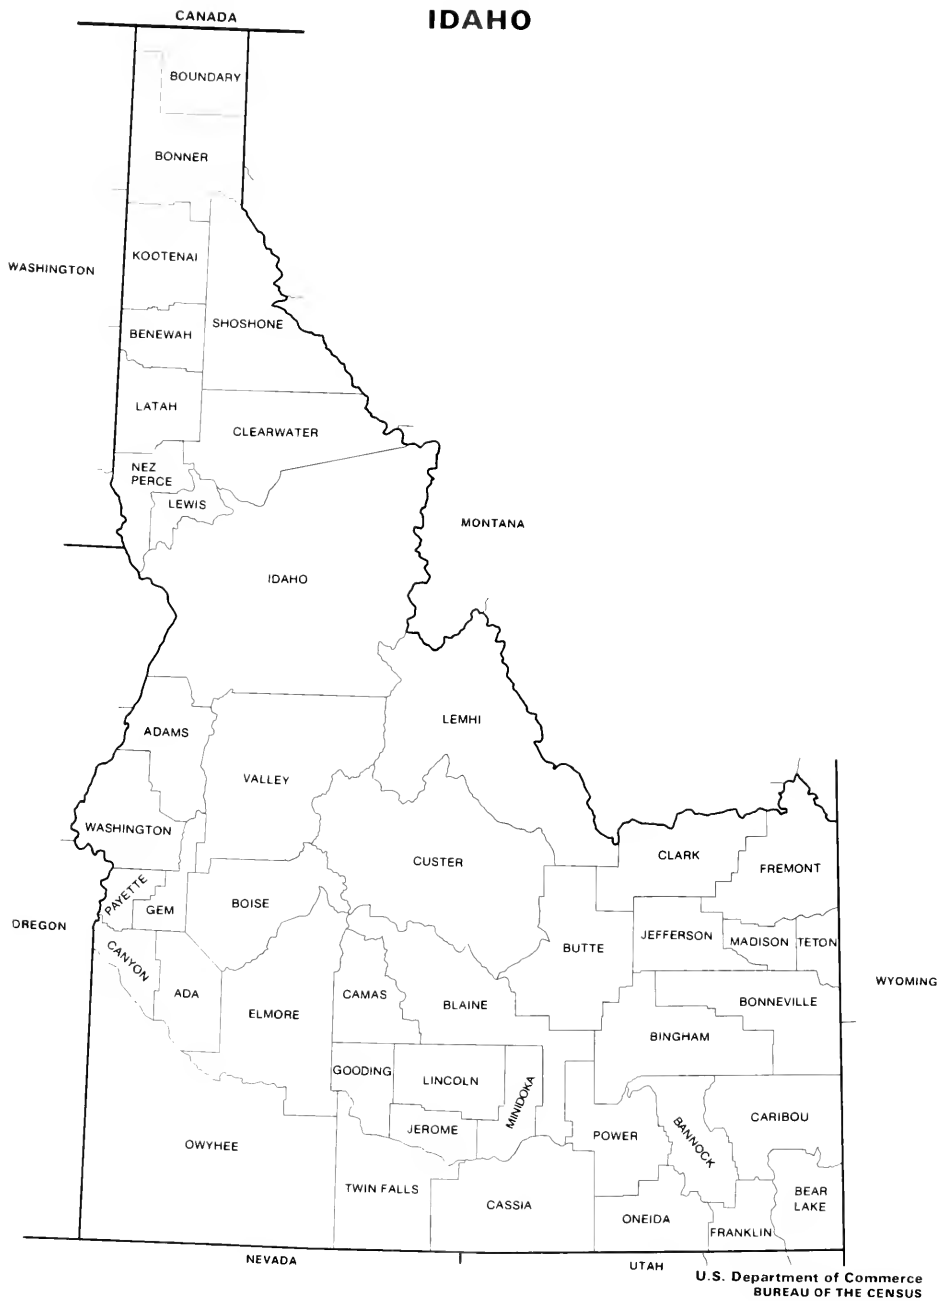 IDAHO
CANADA
BOUNDARY
BONNER
KOOTENAI
WASHINGTON
SHOSHONE
BENEWAH
LATAH
CLEARWATER
NEZ
PERCE
LEWIS
MONTANA
IDAHO
LEMHI
ADAMS
VALLEY
WASHINGTON
CUSTER
CLARK
FREMONT
PAYETTE
GEM
BOISE
OREGON
BUTTE
JEFFERSON
MADISON
TETON
CANYON
ADA
CAMAS
BLAINE
WYOMING
BONNEVILLE
ELMORE
BINGHAM
GOODING
LINCOLN
MINIDOKA
JEROME
POWER
BANNOCK
CARIBOU
OWYHEE
TWIN FALLS
CASSIA
BEAR
LAKE
ONEIDA
FRANKLIN
NEVADA
UTAH
U.S. Department of Commerce
BUREAU OF THE CENSUS